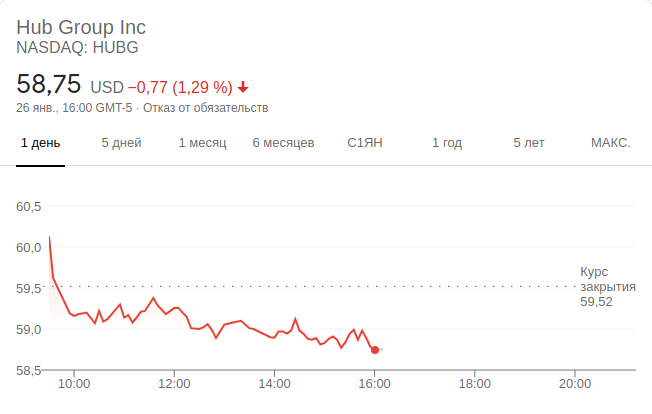 Hub Group Inc
NASDAQ: HUBG
58,75 USD −0,77 (1,29 %)
26 янв., 16:00 GMT-5 · Отказ от обязательств
1 день 5 дней 1 месяц 6 месяцев С1ЯН 1 год 5 лет МАКС.
60,5
60,0
59,5
59,0
58,5
Курс
закрытия
59,52
10:00 12:00 14:00 16:00 18:00 20:00